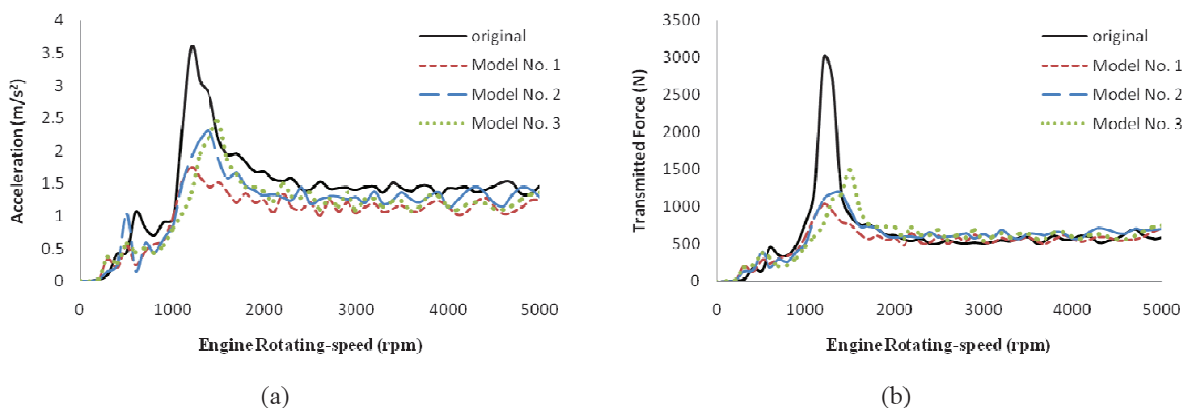 4
3.5
3
2.5
2
1.5
1
0.5
0
Acceleration (m/s²)
0 1000 2000 3000 4000 5000
Engine Rotating-speed (rpm)
original
Model No. 1
Model No. 2
Model No. 3
(a)
3500
3000
2500
2000
1500
1000
500
0
Transmitted Force (N)
0 1000 2000 3000 4000 5000
Engine Rotating-speed (rpm)
original
Model No. 1
Model No. 2
Model No. 3
(b)